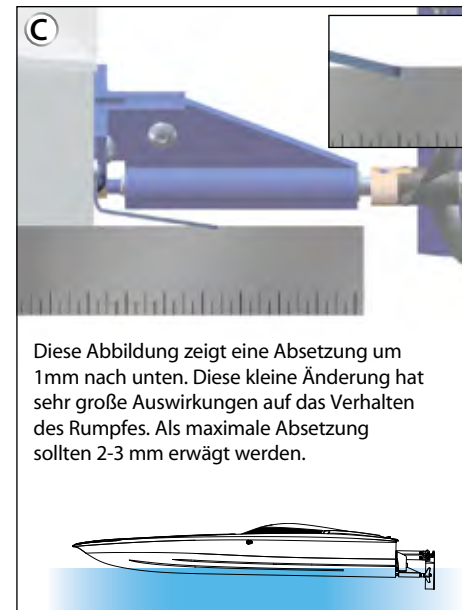 C
Diese Abbildung zeigt eine Absetzung um
1mm nach unten. Diese kleine Änderung hat
sehr große Auswirkungen auf das Verhalten
des Rumpfes. Als maximale Absetzung
sollten 2-3 mm erwägt werden.